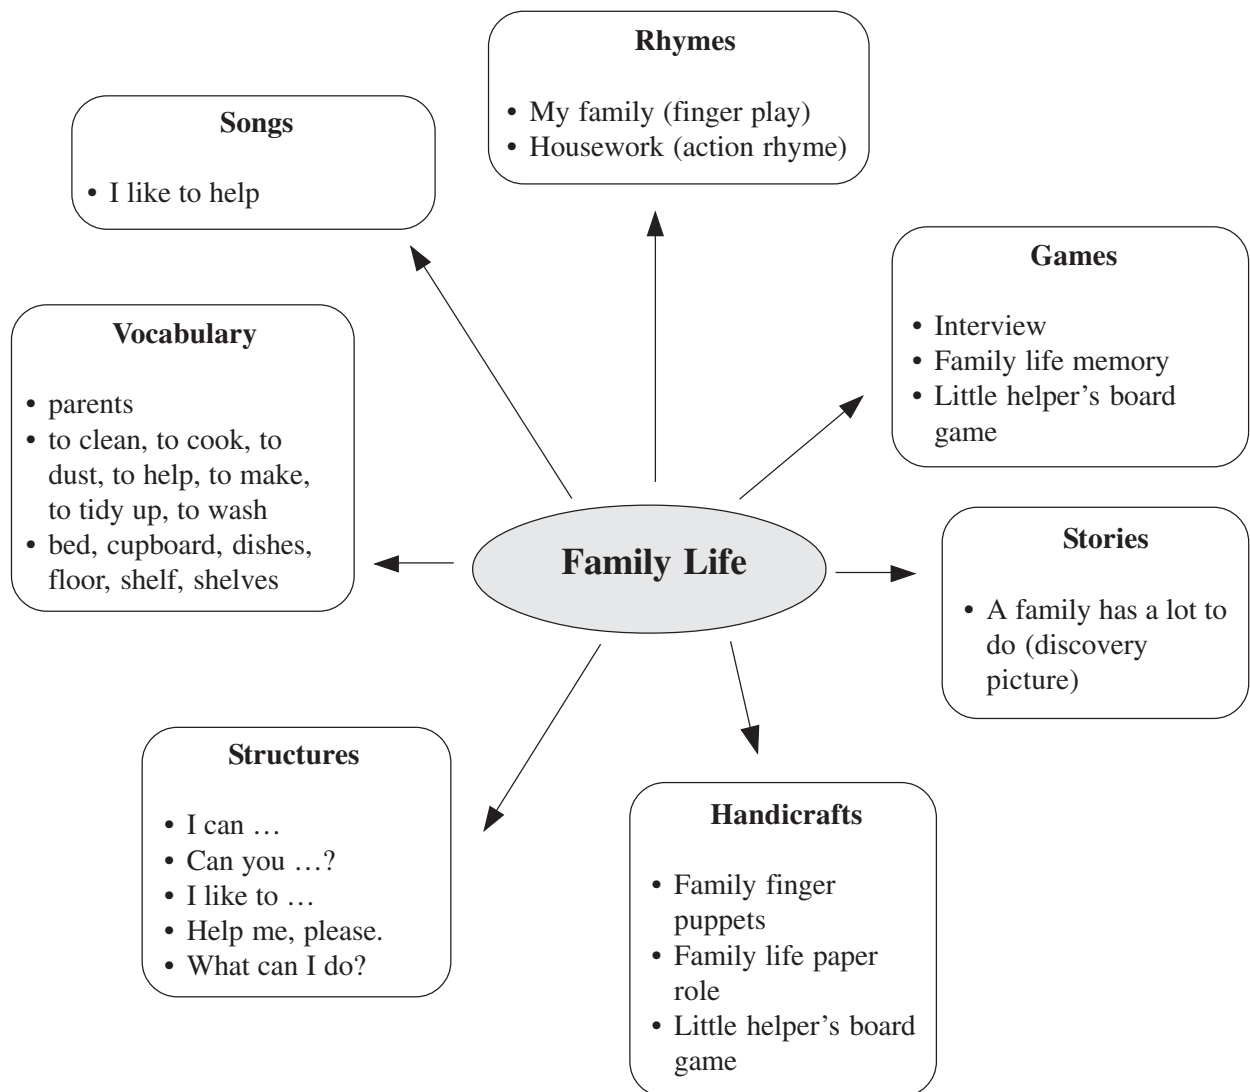 Rhymes
• My family (finger play)
• Housework (action rhyme)
Songs
• I like to help
Games
• Interview
• Family life memory
• Little helper’s board
game
Vocabulary
• parents
• to clean, to cook, to
dust, to help, to make,
to tidy up, to wash
• bed, cupboard, dishes,
floor, shelf, shelves
Family Life
Stories
• A family has a lot to
do (discovery
picture)
Structures
• I can …
• Can you …?
• I like to …
• Help me, please.
• What can I do?
Handicrafts
• Family finger
puppets
• Family life paper
role
• Little helper’s board
game